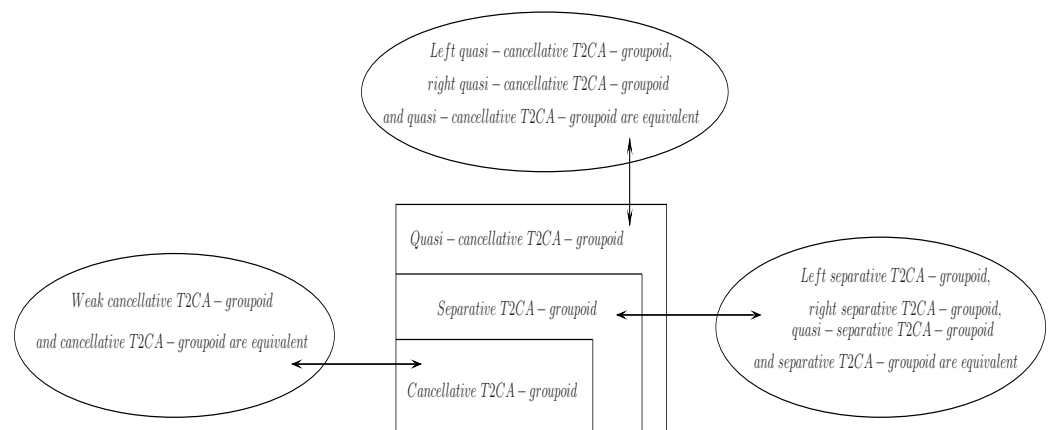 Left quasi – cancellative T2CA – groupoid,
right quasi – cancellative T2CA – groupoid
and quasi – cancellative T2CA – groupoid are equivalent
Quasi – cancellative T2CA – groupoid
Weak cancellative T2CA – groupoid
and cancellative T2CA – groupoid are equivalent
Separative T2CA – groupoid
Left separative T2CA – groupoid,
right separative T2CA – groupoid,
quasi – separative T2CA – groupoid
and separative T2CA – groupoid are equivalent
Cancellative T2CA – groupoid